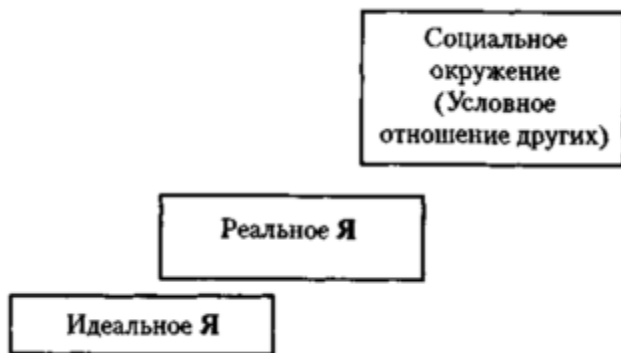 Социальное
окружение
(Условное
отношение других)
Реальное Я
Идеальное Я